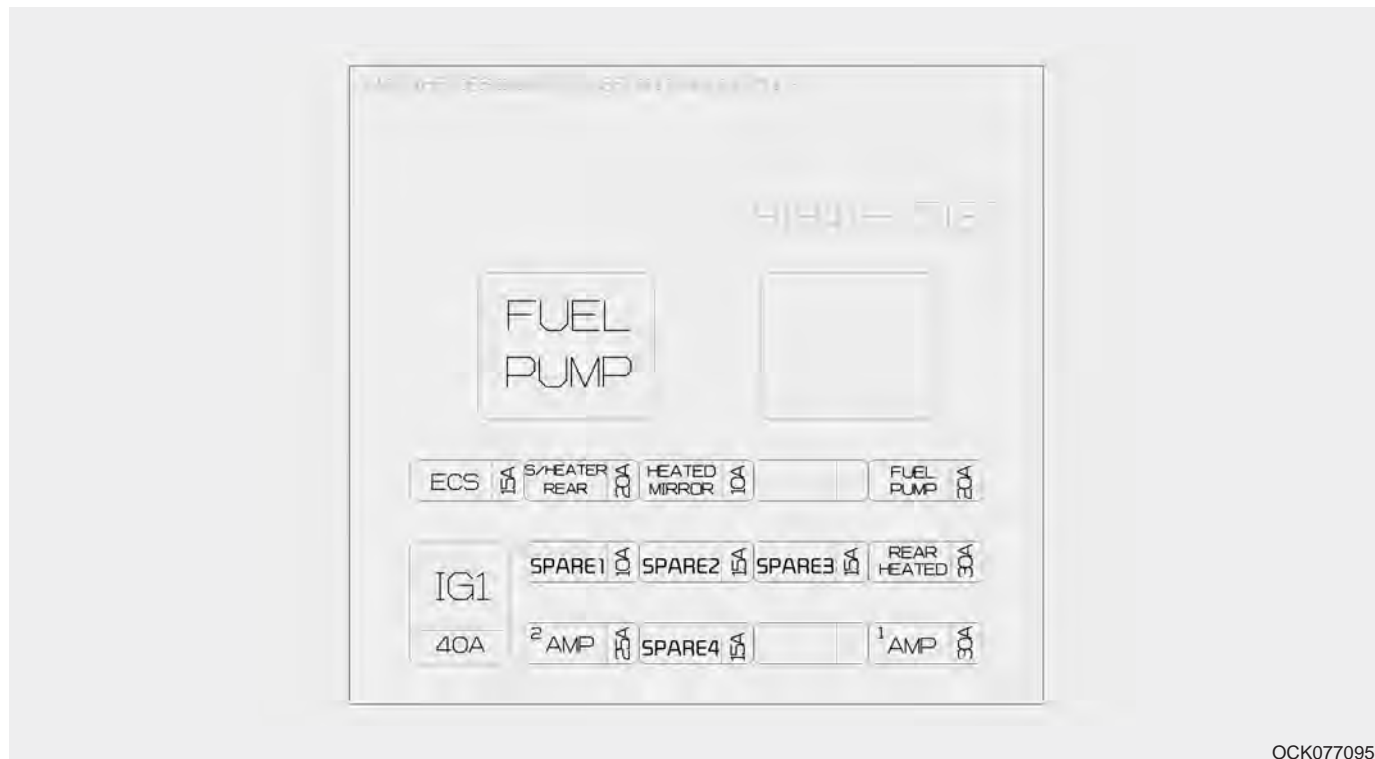 FUEL
PUMP
ECS 15A S/HEATER REAR 20A HEATED MIRROR 10A FUEL PUMP 20A
IG1 40A
SPARE1 10A SPARE2 15A SPARE3 15A REAR HEATED 30A
2 AMP 25A SPARE4 15A 1 AMP 30A
OCK077095